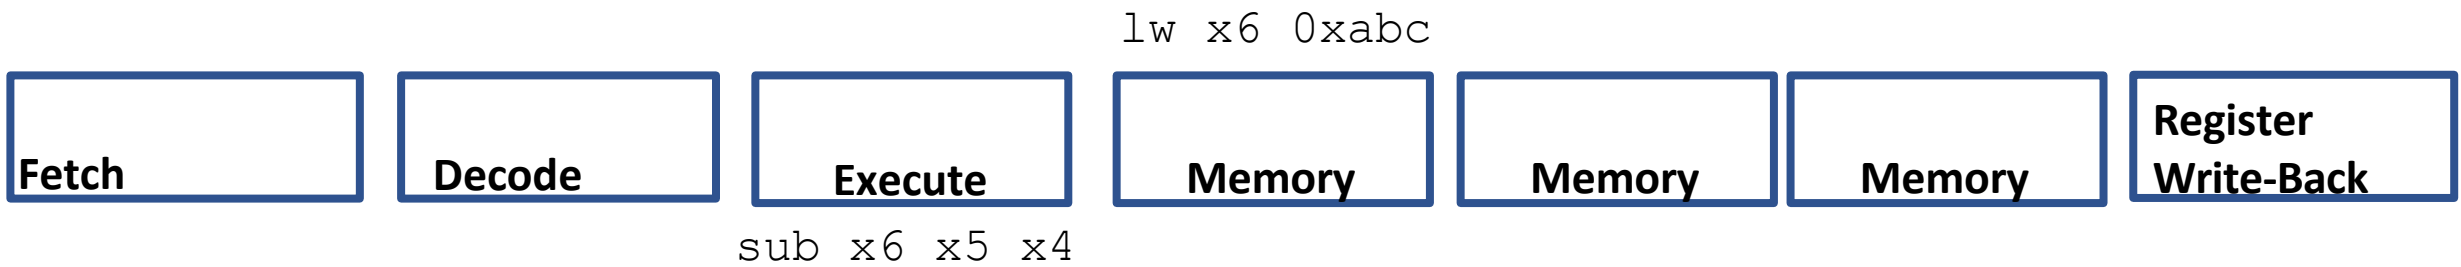 lw x6 0xabc
Fetch
Decode
Execute
Memory
Memory
Memory
Register
Write-Back
sub x6 x5 x4